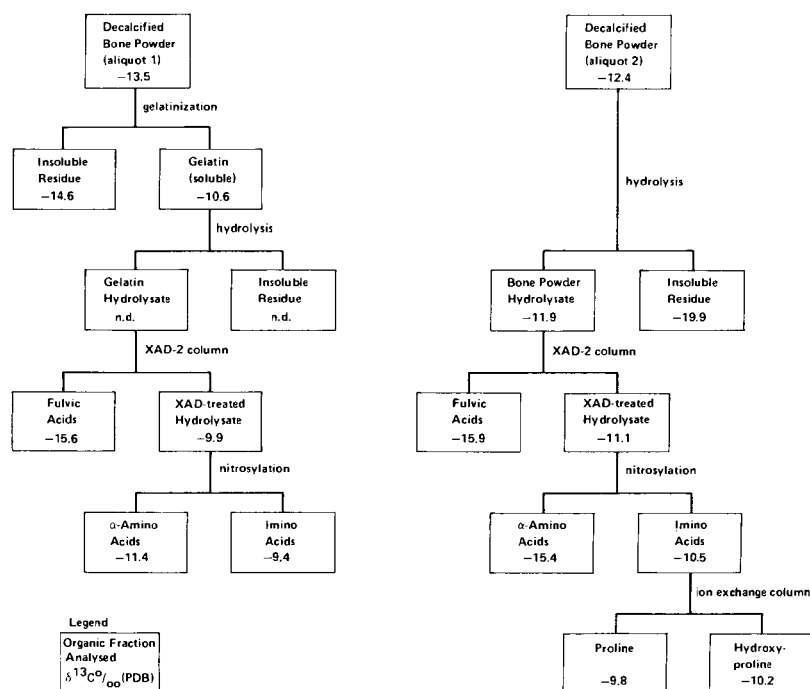 Decalcified
Bone Powder
(aliquot 1)
−13.5
gelatinization
Insoluble
Residue
−14.6
Gelatin
(soluble)
−10.6
hydrolysis
Gelatin
Hydrolysate
n.d.
Insoluble
Residue
n.d.
XAD-2 column
Fulvic
Acids
−15.6
XAD-treated
Hydrolysate
−9.9
nitrosylation
α-Amino
Acids
−11.4
Imino
Acids
−9.4
Legend
Organic Fraction
Analysed
δ¹³C°/₀₀(PDB)
Decalcified
Bone Powder
(aliquot 2)
−12.4
hydrolysis
Bone Powder
Hydrolysate
−11.9
Insoluble
Residue
−19.9
XAD-2 column
Fulvic
Acids
−15.9
XAD-treated
Hydrolysate
−11.1
nitrosylation
α-Amino
Acids
−15.4
Imino
Acids
−10.5
ion exchange column
Proline
−9.8
Hydroxy-
proline
−10.2